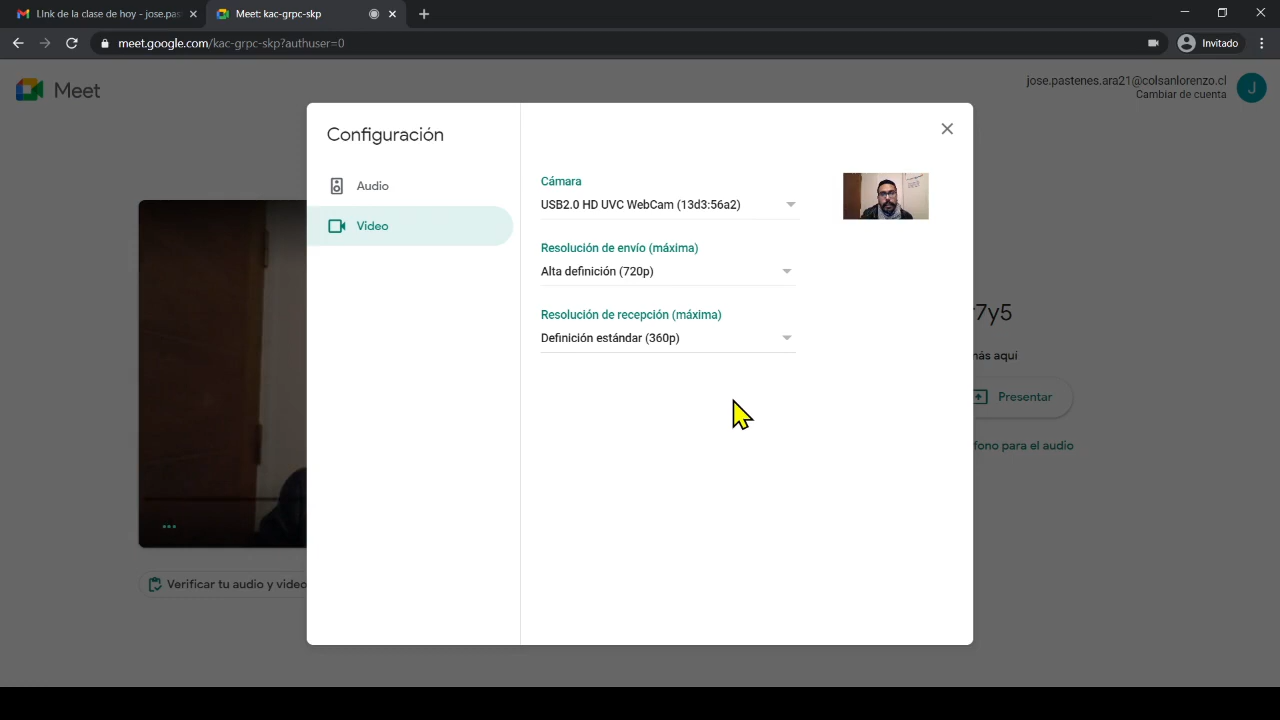 Link de la clase de hoy - jose.pas
Meet: kac-grpc-skp
meet.google.com/kac-grpc-skp?authuser=0
Invitado
Meet
jose.pastenes.ara21@colsanlorenzo.cl
Cambiar de cuenta
J
Configuración
Audio
Video
Cámara
USB2.0 HD UVC WebCam (13d3:56a2)
Resolución de envío (máxima)
Alta definición (720p)
Resolución de recepción (máxima)
Definición estándar (360p)
7y5
más aquí
Presentar
fono para el audio
Verificar tu audio y video